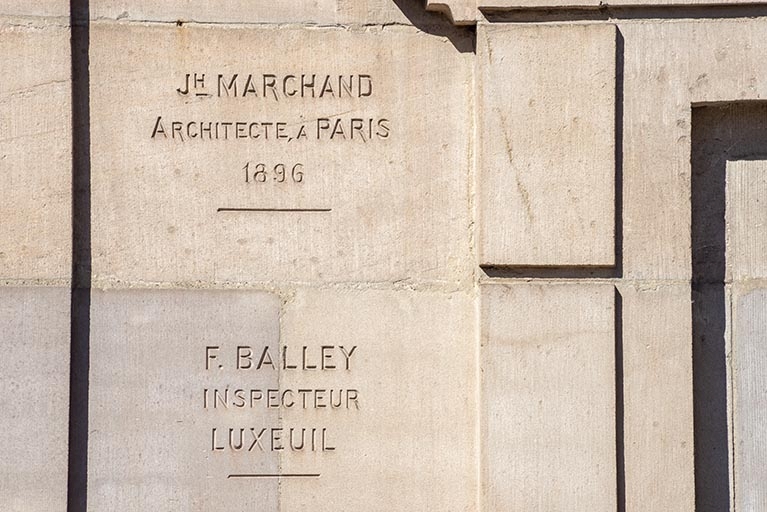 JH MARCHAND
ARCHITECTE, À PARIS
1896
F. BALLEY
INSPECTEUR
LUXEUIL